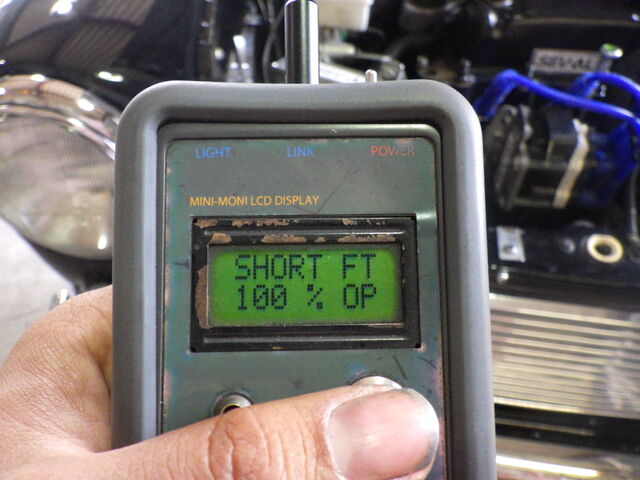 LIGHT LINK POWER
MINI-MONI LCD DISPLAY
SHORT FT
100 % OP